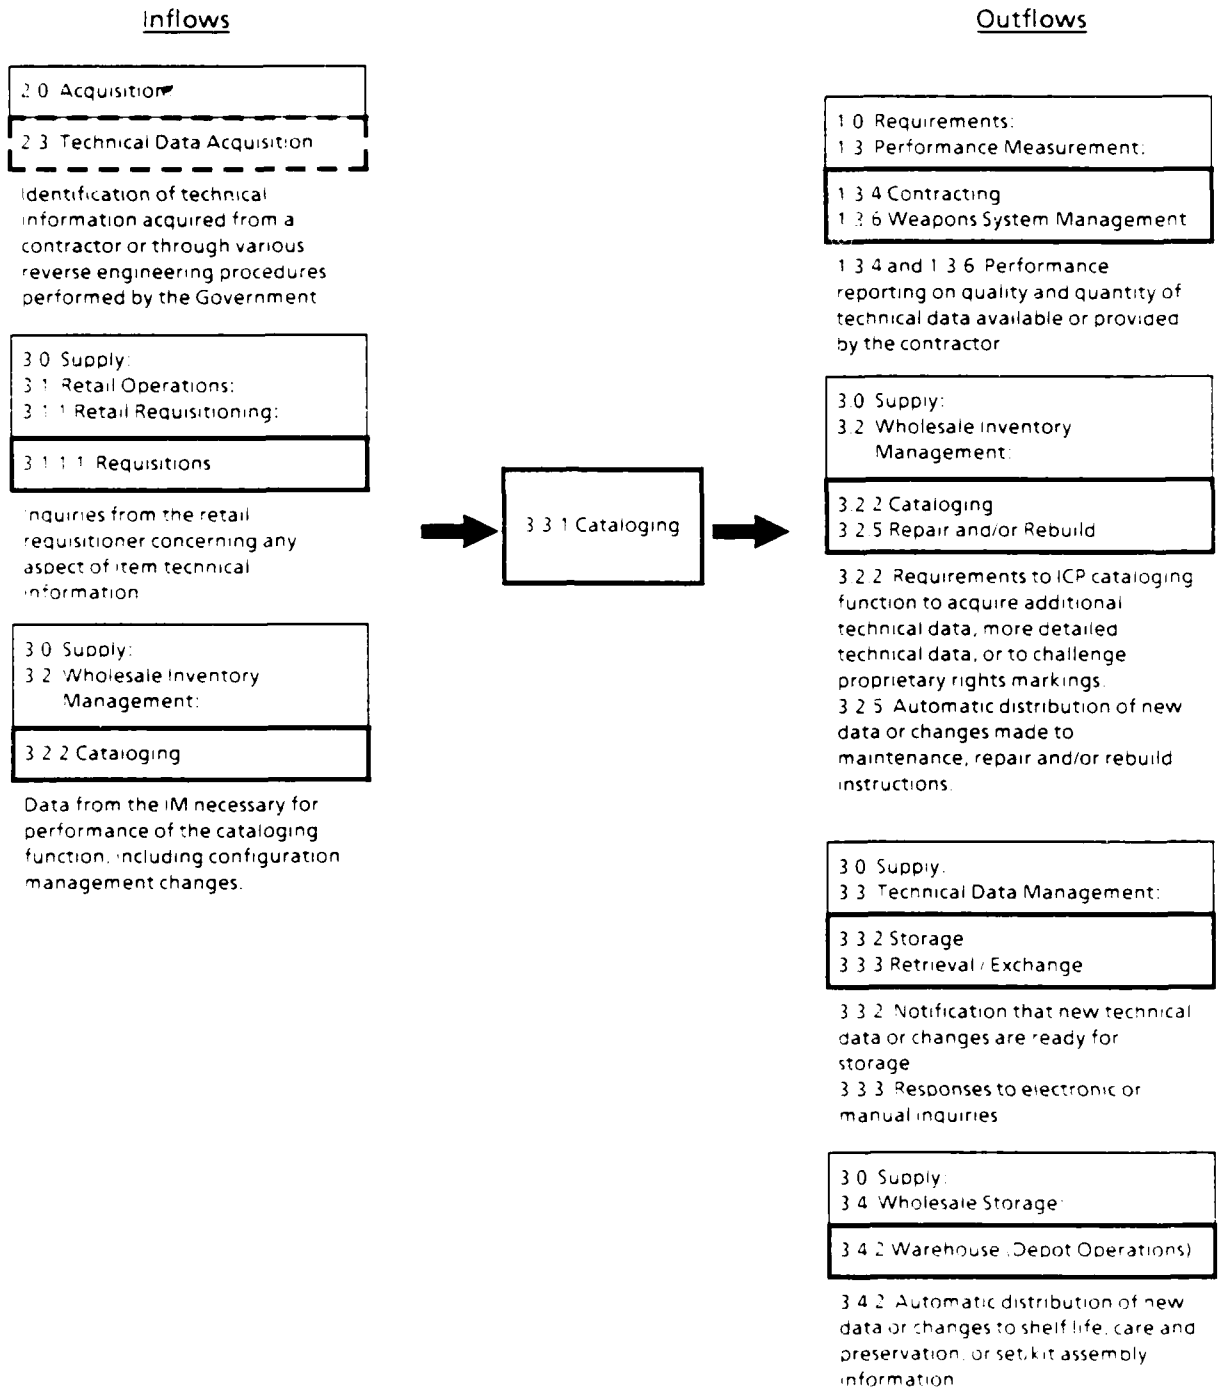 Inflows
2.0 Acquisition:
2.3 Technical Data Acquisition
Identification of technical
information acquired from a
contractor or through various
reverse engineering procedures
performed by the Government
3.0 Supply:
3.1 Retail Operations:
3.1.1 Retail Requisitioning:
3.1.1.1 Requisitions
Inquiries from the retail
requisitioner concerning any
aspect of item technical
information
3.0 Supply:
3.2 Wholesale Inventory
Management:
3.2.2 Cataloging
Data from the IM necessary for
performance of the cataloging
function, including configuration
management changes.
3.3.1 Cataloging
Outflows
1.0 Requirements:
1.3 Performance Measurement:
1.3.4 Contracting
1.3.6 Weapons System Management
1.3.4 and 1.3.6 Performance
reporting on quality and quantity of
technical data available or provided
by the contractor
3.0 Supply:
3.2 Wholesale Inventory
Management:
3.2.2 Cataloging
3.2.5 Repair and/or Rebuild
3.2.2 Requirements to ICP cataloging
function to acquire additional
technical data, more detailed
technical data, or to challenge
proprietary rights markings.
3.2.5 Automatic distribution of new
data or changes made to
maintenance, repair and/or rebuild
instructions.
3.0 Supply.
3.3 Technical Data Management:
3.3.2 Storage
3.3.3 Retrieval / Exchange
3.3.2 Notification that new technical
data or changes are ready for
storage
3.3.3 Responses to electronic or
manual inquiries
3.0 Supply:
3.4 Wholesale Storage:
3.4.2 Warehouse (Depot Operations)
3.4.2 Automatic distribution of new
data or changes to shelf life, care and
preservation, or set/kit assembly
information